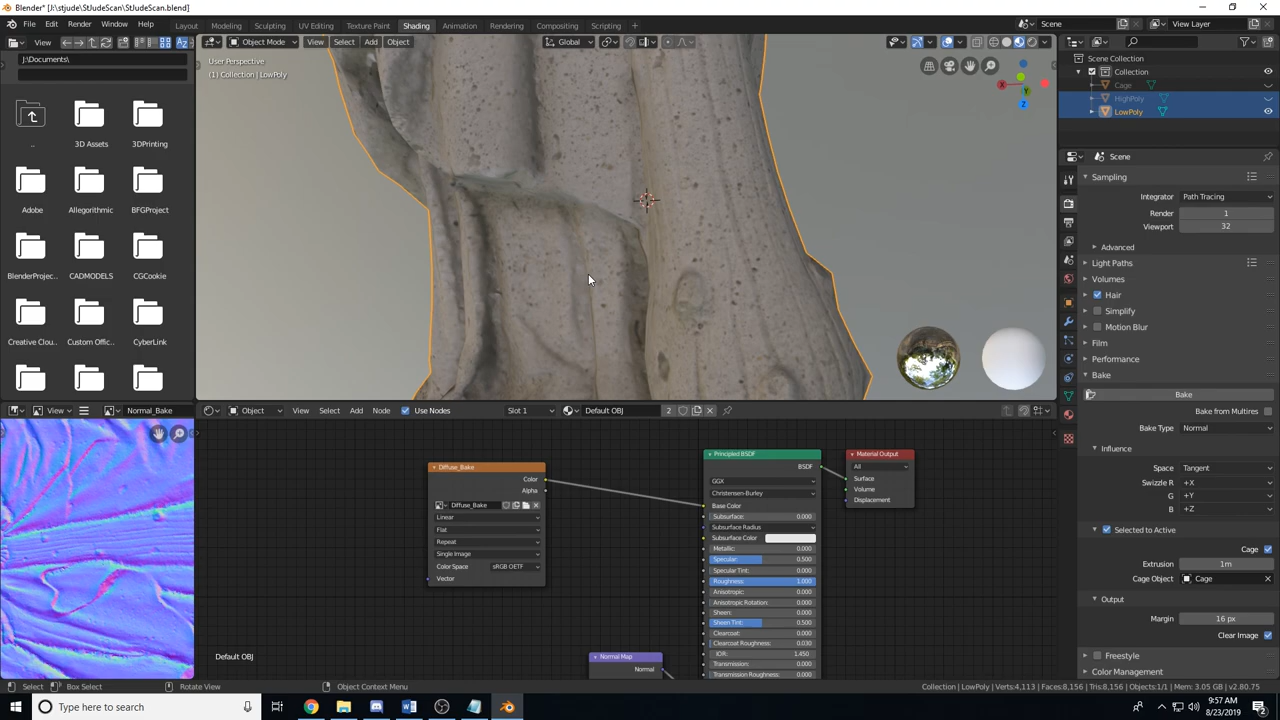 Blender* [J:\stjude\StJudeScan\StJudeScan.blend]
File Edit Render Window Help Layout Modeling Sculpting UV Editing Texture Paint Shading Animation Rendering Compositing Scripting Scene View Layer
View Object Mode View Select Add Object Global
J:\Documents\
User Perspective
(1) Collection | LowPoly
..
3D Assets
3DPrinting
Adobe
Allegorithmic
BFGProject
BlenderProjec..
CADMODELS
CGCookie
Creative Clou..
Custom Offic..
CyberLink
X
Y
Z
Scene Collection
Collection
Cage
HighPoly
LowPoly
Scene
Sampling
Integrator Path Tracing
Render 1
Viewport 32
Advanced
Light Paths
Volumes
Hair
Simplify
Motion Blur
Film
Performance
Bake
Bake
Bake from Multires
Bake Type Normal
Influence
Space Tangent
Swizzle R +X
G +Y
B +Z
Selected to Active
Cage
Extrusion 1m
Cage Object Cage
Output
Margin 16 px
Clear Image
Freestyle
Color Management
View Normal_Bake
Object View Select Add Node Use Nodes Slot 1 Default OBJ 2
Diffuse_Bake
Color
Alpha
Diffuse_Bake
Linear
Flat
Repeat
Single Image
Color Space sRGB OETF
Vector
Principled BSDF
BSDF
GGX
Christensen-Burley
Base Color
Subsurface: 0.000
Subsurface Radius
Subsurface Color
Metallic: 0.000
Specular: 0.500
Specular Tint: 0.000
Roughness: 1.000
Anisotropic: 0.000
Anisotropic Rotation: 0.000
Sheen: 0.000
Sheen Tint: 0.500
Clearcoat: 0.000
Clearcoat Roughness: 0.030
IOR: 1.450
Transmission: 0.000
Transmission Roughness: 0.000
Material Output
All
Surface
Volume
Displacement
Normal Map
Normal
Default OBJ
Select Box Select Rotate View Object Context Menu Collection | LowPoly | Verts:4,113 | Faces:8,156 | Tris:8,156 | Objects:1/1 | Mem: 3.05 GB | v2.80.75
Type here to search
9:57 AM
8/23/2019